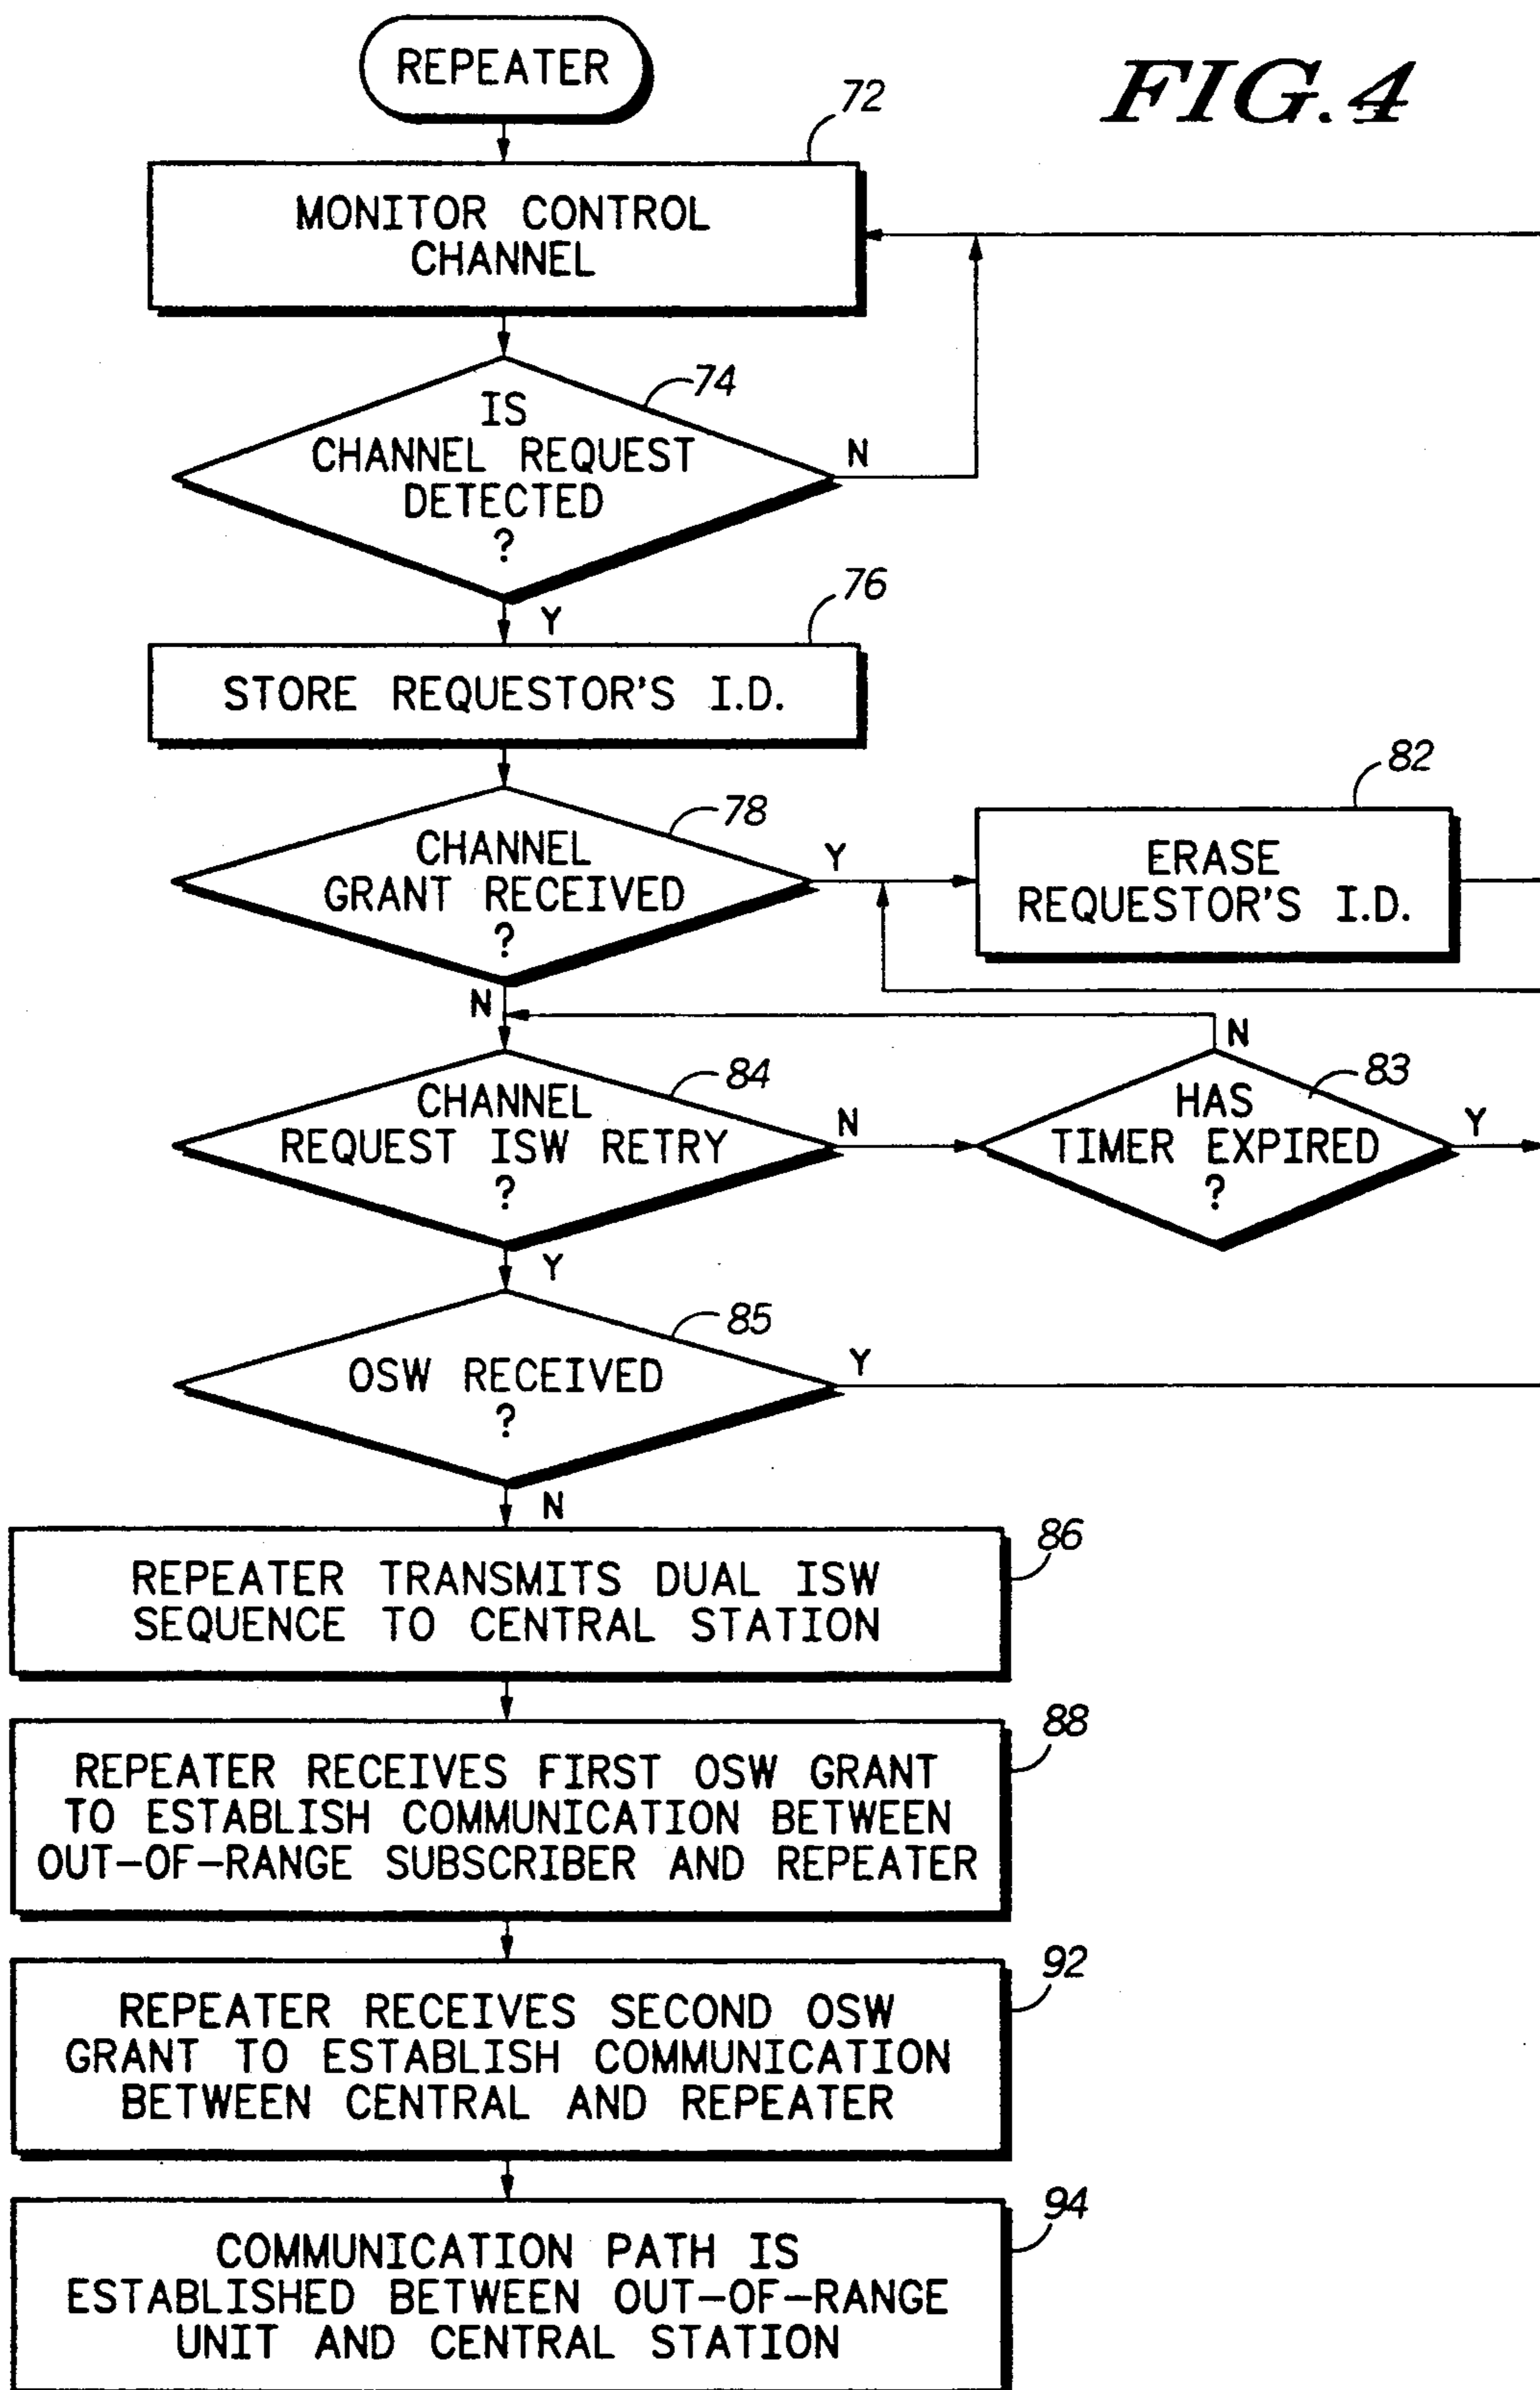 REPEATER
FIG. 4
72
MONITOR CONTROL
CHANNEL
74
IS
CHANNEL REQUEST
DETECTED
?
N
Y
76
STORE REQUESTOR'S I.D.
78
CHANNEL
GRANT RECEIVED
?
Y
82
ERASE
REQUESTOR'S I.D.
N
84
CHANNEL
REQUEST ISW RETRY
?
N
N
83
HAS
TIMER EXPIRED
?
Y
Y
85
OSW RECEIVED
?
Y
N
86
REPEATER TRANSMITS DUAL ISW
SEQUENCE TO CENTRAL STATION
88
REPEATER RECEIVES FIRST OSW GRANT
TO ESTABLISH COMMUNICATION BETWEEN
OUT-OF-RANGE SUBSCRIBER AND REPEATER
92
REPEATER RECEIVES SECOND OSW
GRANT TO ESTABLISH COMMUNICATION
BETWEEN CENTRAL AND REPEATER
94
COMMUNICATION PATH IS
ESTABLISHED BETWEEN OUT-OF-RANGE
UNIT AND CENTRAL STATION